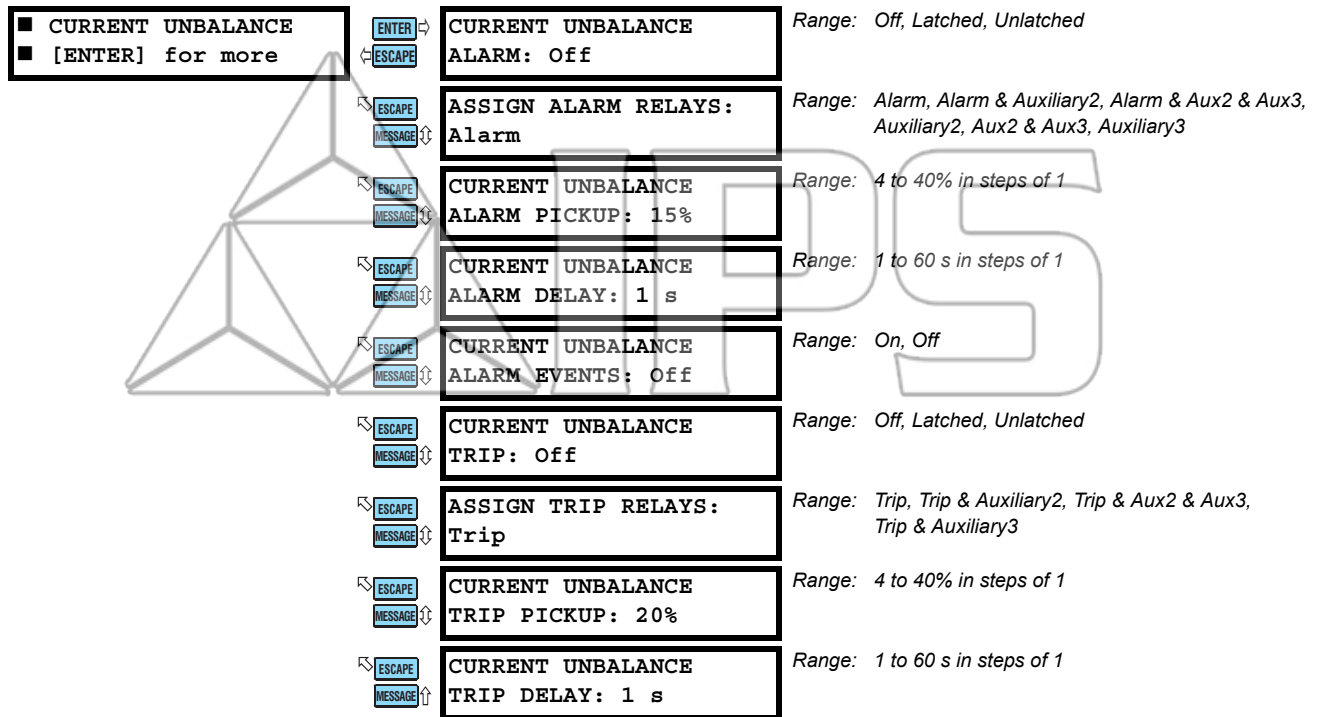 ■ CURRENT UNBALANCE
■ [ENTER] for more
ENTER
ESCAPE
CURRENT UNBALANCE
ALARM: Off
Range: Off, Latched, Unlatched
ESCAPE
MESSAGE
ASSIGN ALARM RELAYS:
Alarm
Range: Alarm, Alarm & Auxiliary2, Alarm & Aux2 & Aux3,
Auxiliary2, Aux2 & Aux3, Auxiliary3
ESCAPE
MESSAGE
CURRENT UNBALANCE
ALARM PICKUP: 15%
Range: 4 to 40% in steps of 1
ESCAPE
MESSAGE
CURRENT UNBALANCE
ALARM DELAY: 1 s
Range: 1 to 60 s in steps of 1
ESCAPE
MESSAGE
CURRENT UNBALANCE
ALARM EVENTS: Off
Range: On, Off
ESCAPE
MESSAGE
CURRENT UNBALANCE
TRIP: Off
Range: Off, Latched, Unlatched
ESCAPE
MESSAGE
ASSIGN TRIP RELAYS:
Trip
Range: Trip, Trip & Auxiliary2, Trip & Aux2 & Aux3,
Trip & Auxiliary3
ESCAPE
MESSAGE
CURRENT UNBALANCE
TRIP PICKUP: 20%
Range: 4 to 40% in steps of 1
ESCAPE
MESSAGE
CURRENT UNBALANCE
TRIP DELAY: 1 s
Range: 1 to 60 s in steps of 1
IPS